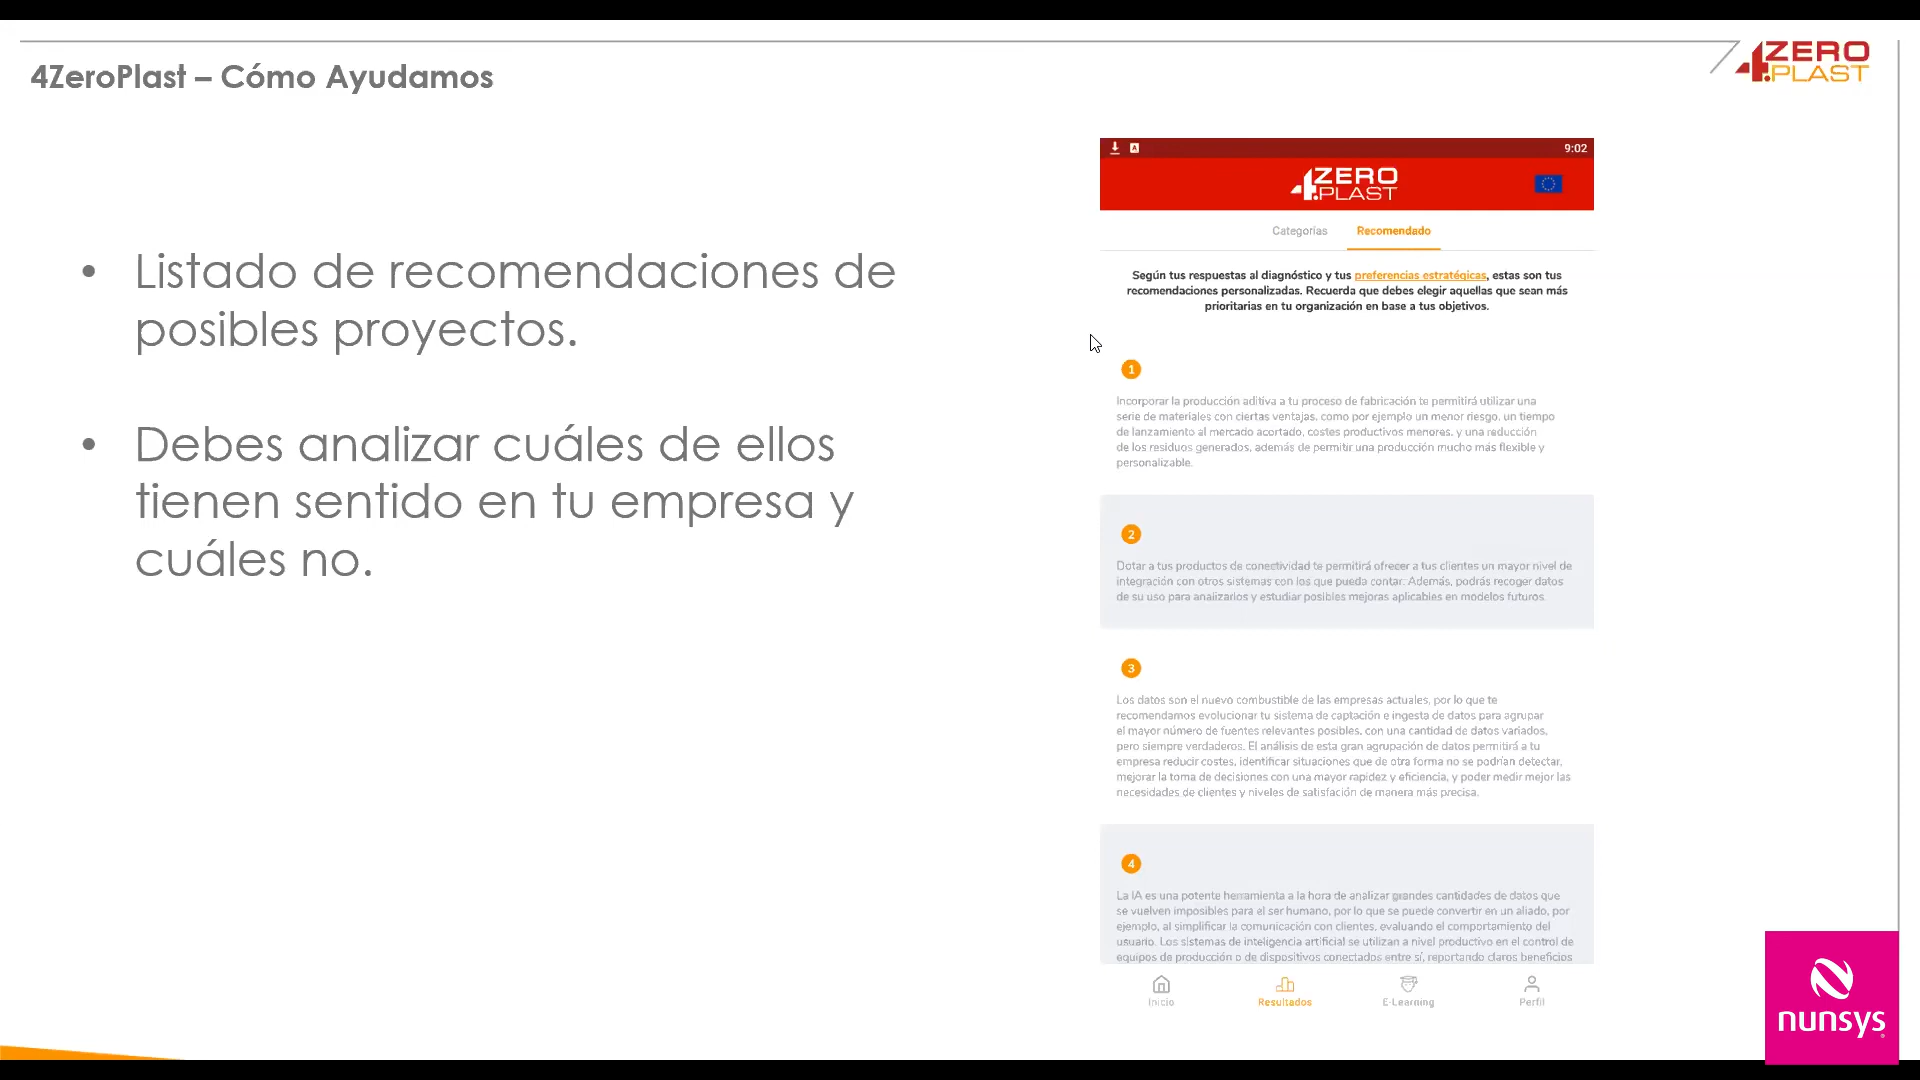 4ZeroPlast – Cómo Ayudamos
4.ZERO
PLAST
• Listado de recomendaciones de
posibles proyectos.
• Debes analizar cuáles de ellos
tienen sentido en tu empresa y
cuáles no.
A
9:02
4.ZERO
PLAST
Categorías Recomendado
Según tus respuestas al diagnóstico y tus preferencias estratégicas, estas son tus
recomendaciones personalizadas. Recuerda que debes elegir aquellas que sean más
prioritarias en tu organización en base a tus objetivos.
1
Incorporar la producción aditiva a tu proceso de fabricación te permitirá utilizar una
serie de materiales con ciertas ventajas, como por ejemplo un menor riesgo, un tiempo
de lanzamiento al mercado acortado, costes productivos menores, y una reducción
de los residuos generados, además de permitir una producción mucho más flexible y
personalizable.
2
Dotar a tus productos de conectividad te permitirá ofrecer a tus clientes un mayor nivel de
integración con otros sistemas con los que pueda contar. Además, podrás recoger datos
de su uso para analizarlos y estudiar posibles mejoras aplicables en modelos futuros.
3
Los datos son el nuevo combustible de las empresas actuales, por lo que te
recomendamos evolucionar tu sistema de captación e ingesta de datos para agrupar
el mayor número de fuentes relevantes posibles, con una cantidad de datos variados,
pero siempre verdaderos. El análisis de esta gran agrupación de datos permitirá a tu
empresa reducir costes, identificar situaciones que de otra forma no se podrían detectar,
mejorar la toma de decisiones con una mayor rapidez y eficiencia, y poder medir mejor las
necesidades de clientes y niveles de satisfacción de manera más precisa.
4
La IA es una potente herramienta a la hora de analizar grandes cantidades de datos que
se vuelven imposibles para el ser humano, por lo que se puede convertir en un aliado, por
ejemplo, al simplificar la comunicación con clientes, evaluando el comportamiento del
usuario. Los sistemas de inteligencia artificial se utilizan a nivel productivo en el control de
equipos de producción o de dispositivos conectados entre sí, reportando claros beneficios
Inicio Resultados E-Learning Perfil
nunsys